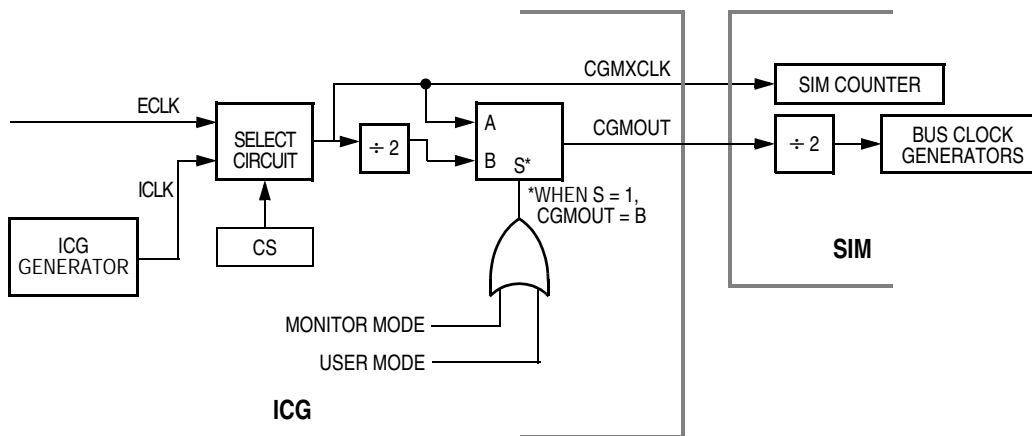 CGMXCLK
SIM COUNTER
ECLK
SELECT
CIRCUIT
÷ 2
A
B
S*
CGMOUT
÷ 2
BUS CLOCK
GENERATORS
ICLK
*WHEN S = 1,
CGMOUT = B
ICG
GENERATOR
CS
SIM
MONITOR MODE
USER MODE
ICG